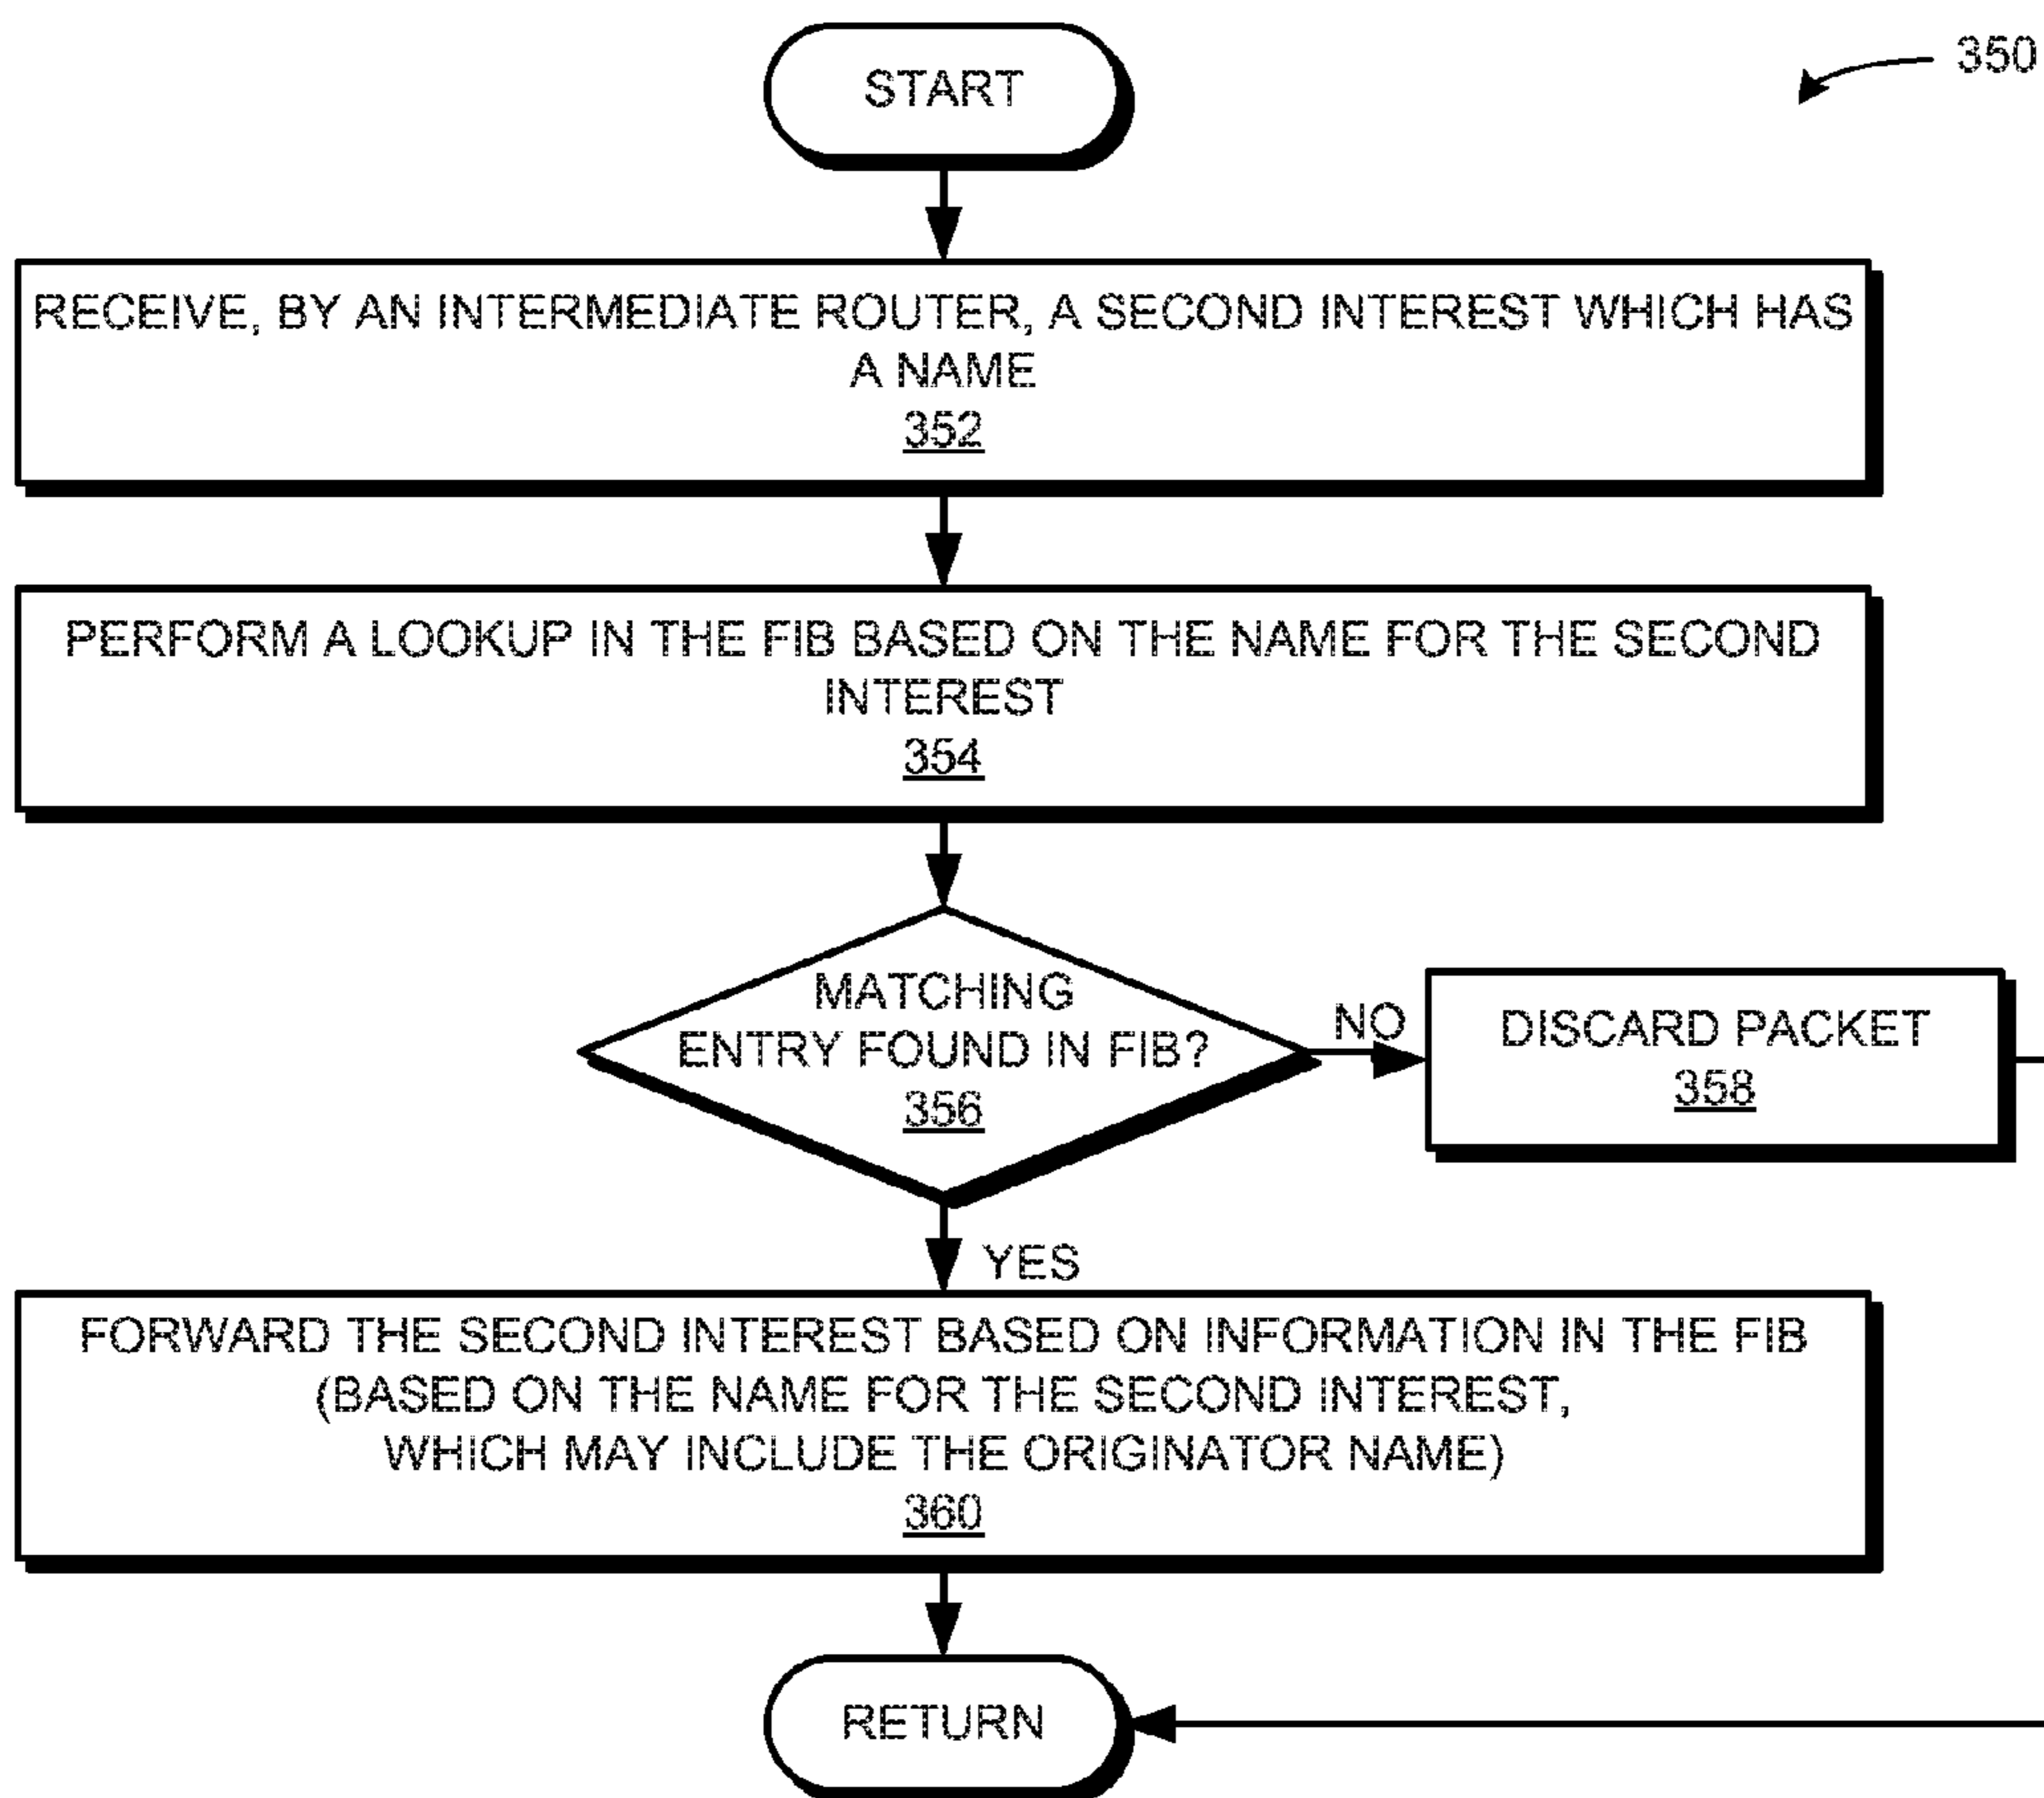 START
350
RECEIVE, BY AN INTERMEDIATE ROUTER, A SECOND INTEREST WHICH HAS
A NAME
352
PERFORM A LOOKUP IN THE FIB BASED ON THE NAME FOR THE SECOND
INTEREST
354
MATCHING
ENTRY FOUND IN FIB?
356
NO
DISCARD PACKET
358
YES
FORWARD THE SECOND INTEREST BASED ON INFORMATION IN THE FIB
(BASED ON THE NAME FOR THE SECOND INTEREST,
WHICH MAY INCLUDE THE ORIGINATOR NAME)
360
RETURN